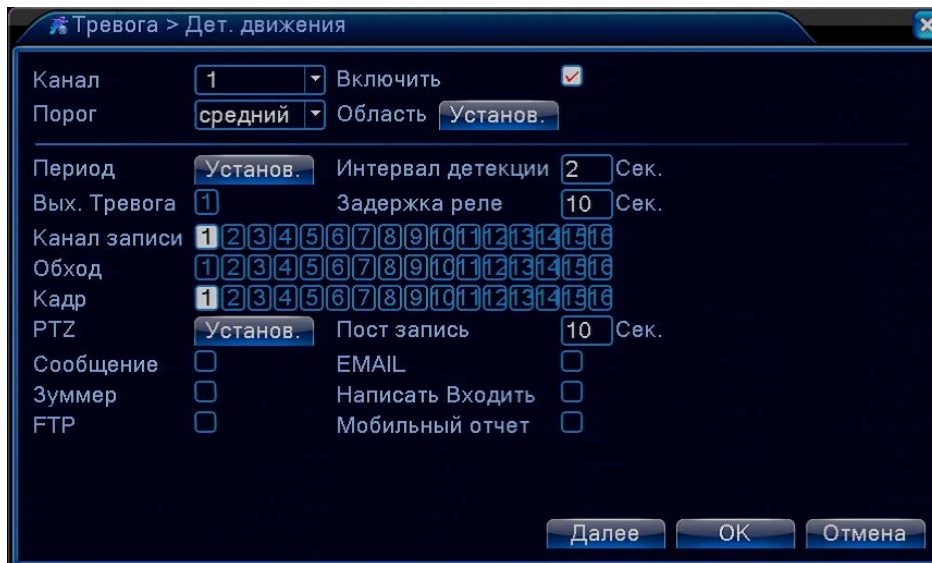 Тревога > Дет. движения
Канал 1 Включить
Порог средний Область Установ.
Период Установ. Интервал детекции 2 Сек.
Вых. Тревога 1 Задержка реле 10 Сек.
Канал записи 1 2 3 4 5 6 7 8 9 10 11 12 13 14 15 16
Обход 1 2 3 4 5 6 7 8 9 10 11 12 13 14 15 16
Кадр 1 2 3 4 5 6 7 8 9 10 11 12 13 14 15 16
PTZ Установ. Пост запись 10 Сек.
Сообщение EMAIL
Зуммер Написать Входить
FTP Мобильный отчет
Далее OK Отмена